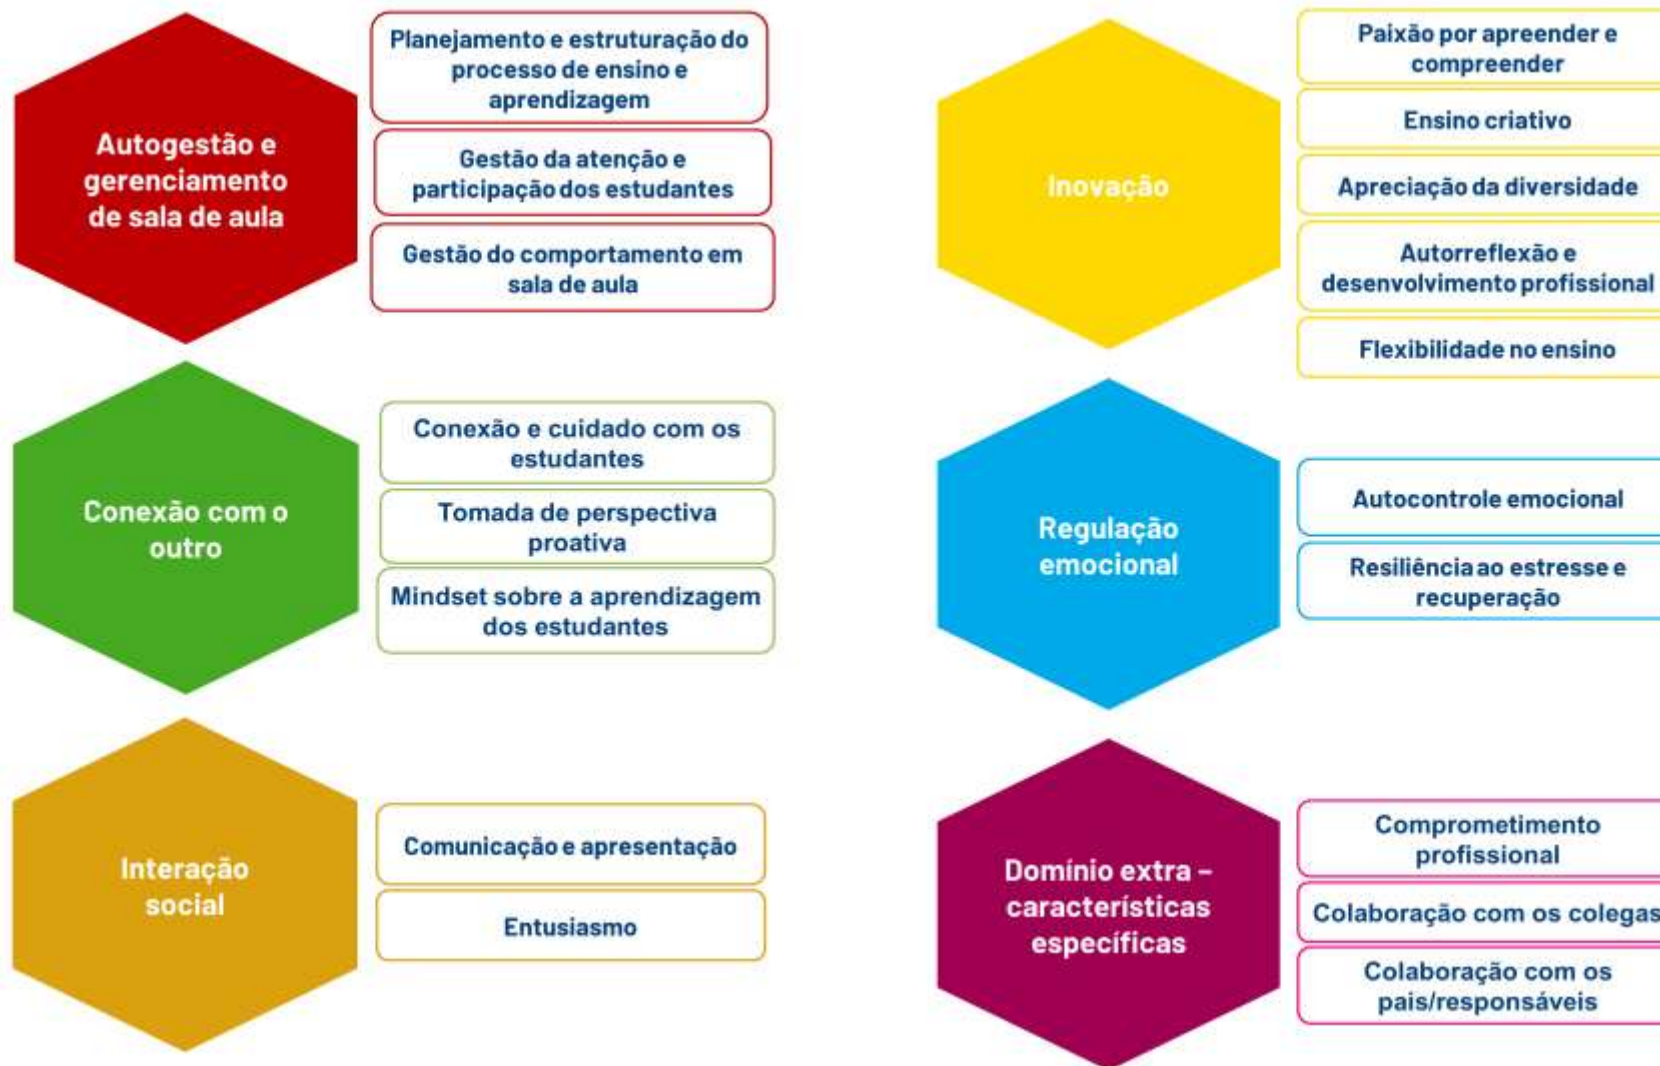 Autogestão e
gerenciamento
de sala de aula
Planejamento e estruturação do
processo de ensino e
aprendizagem
Gestão da atenção e
participação dos estudantes
Gestão do comportamento em
sala de aula
Inovação
Paixão por apreender e
compreender
Ensino criativo
Apreciação da diversidade
Autorreflexão e
desenvolvimento profissional
Flexibilidade no ensino
Conexão com o
outro
Conexão e cuidado com os
estudantes
Tomada de perspectiva
proativa
Mindset sobre a aprendizagem
dos estudantes
Regulação
emocional
Autocontrole emocional
Resiliência ao estresse e
recuperação
Interação
social
Comunicação e apresentação
Entusiasmo
Domínio extra –
características
específicas
Comprometimento
profissional
Colaboração com os colegas
Colaboração com os
pais/responsáveis